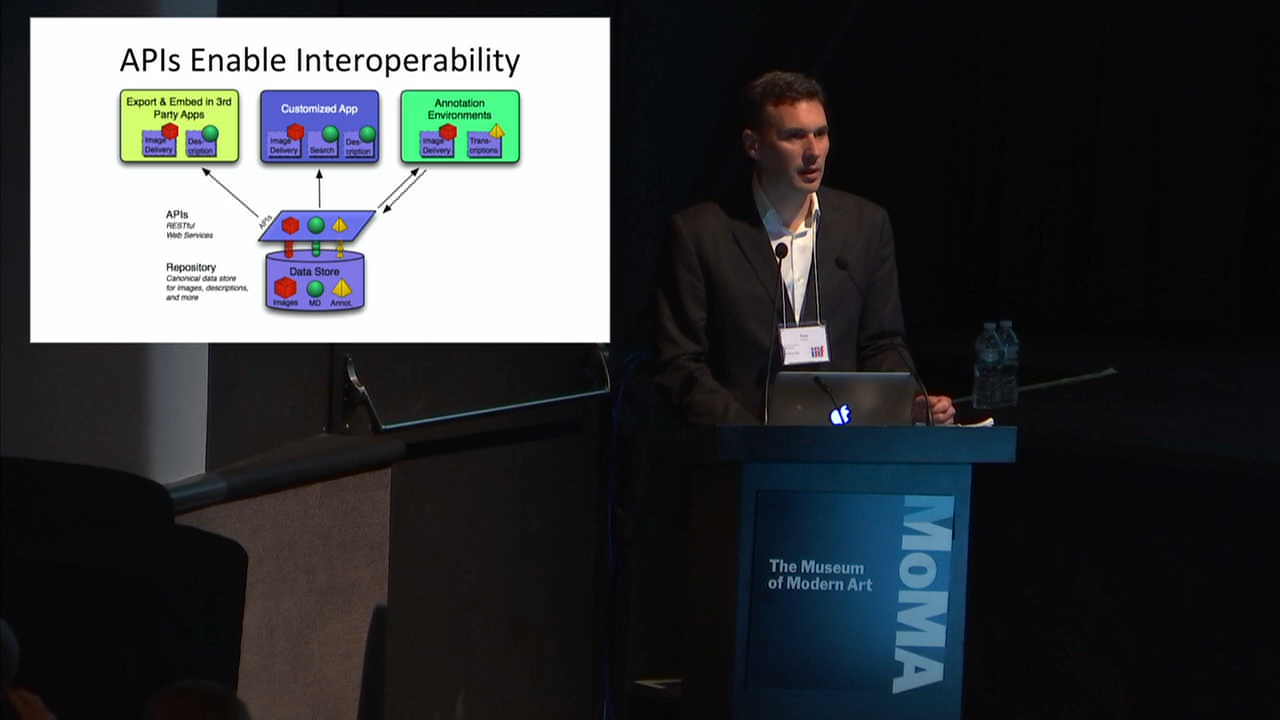 APIs Enable Interoperability
Export & Embed in 3rd
Party Apps
Image
Delivery
Des-
cription
Customized App
Image
Delivery
Search
Des-
cription
Annotation
Environments
Image
Delivery
Trans-
criptions
APIs
RESTful
Web Services
APIs
Repository
Canonical data store
for images, descriptions,
and more
Data Store
Images
MD
Annot.
The Museum
of Modern Art
MoMA